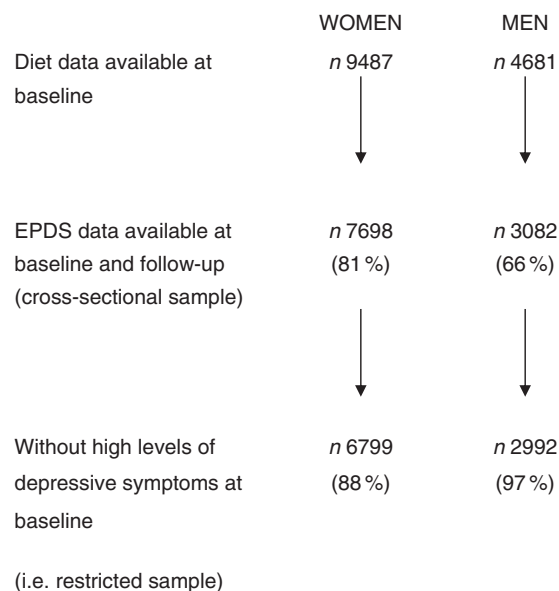 WOMEN MEN
Diet data available at n 9487 n 4681
baseline
EPDS data available at n 7698 n 3082
baseline and follow-up (81 %) (66 %)
(cross-sectional sample)
Without high levels of n 6799 n 2992
depressive symptoms at (88 %) (97 %)
baseline
(i.e. restricted sample)